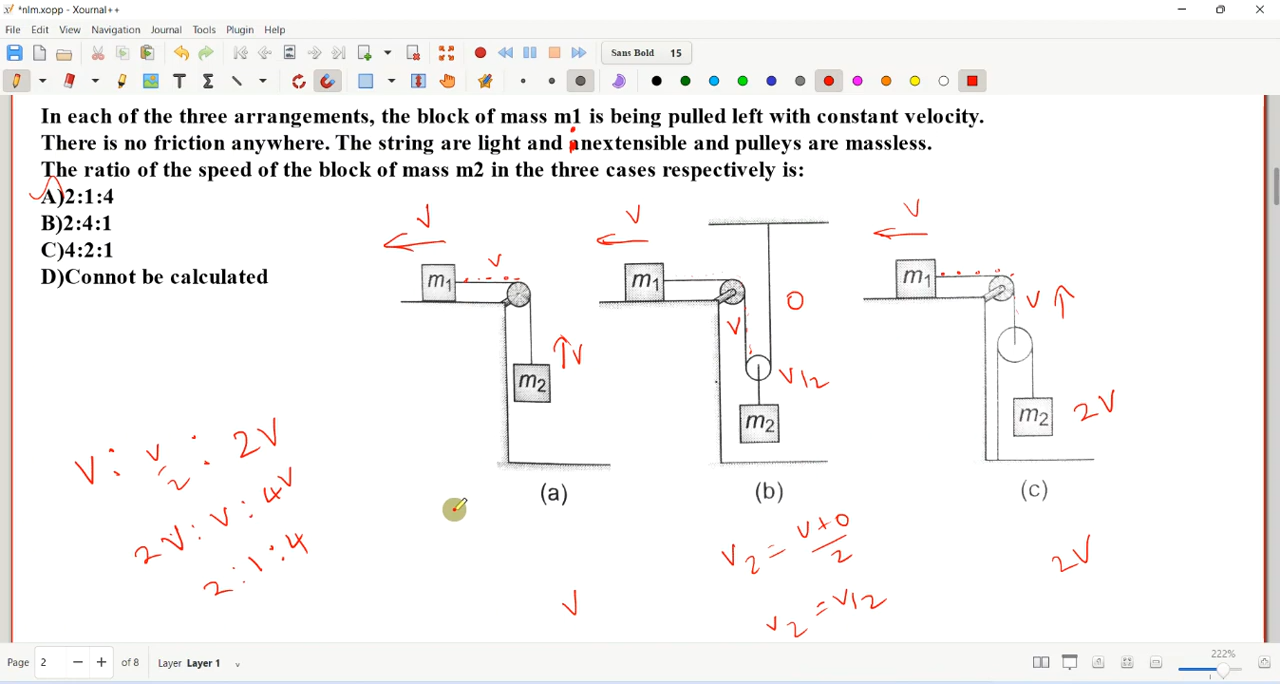 *nlm.xopp - Xournal++
File Edit View Navigation Journal Tools Plugin Help
Sans Bold 15
In each of the three arrangements, the block of mass m1 is being pulled left with constant velocity.
There is no friction anywhere. The string are light and inextensible and pulleys are massless.
The ratio of the speed of the block of mass m2 in the three cases respectively is:
A)2:1:4
B)2:4:1
C)4:2:1
D)Connot be calculated
V V V
m1 V m1 m1
0 V
V
V V/2
m2 m2 m2 2V
V : V/2 : 2V
2V : V : 4V
2 : 1 : 4
(a) (b) (c)
V2 = V+0/2
V2 = V/2
V
2V
Page 2 of 8 Layer Layer 1 223%